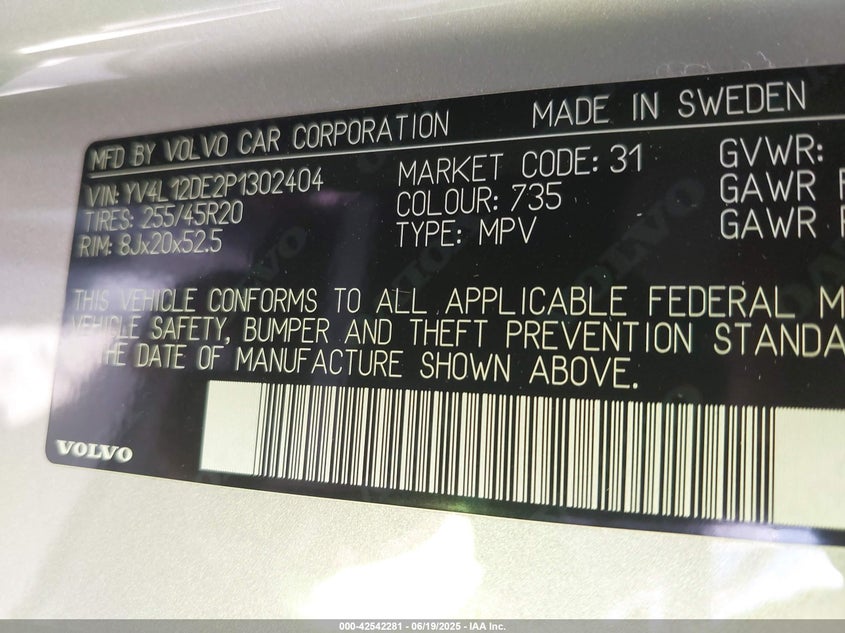 MFD BY VOLVO CAR CORPORATION MADE IN SWEDEN
VIN: YV4L12DE2P1302404 MARKET CODE: 31 GVWR:
TIRES: 255/45R20 COLOUR: 735 GAWR F
RIM: 8Jx20x52.5 TYPE: MPV GAWR
THIS VEHICLE CONFORMS TO ALL APPLICABLE FEDERAL M
VEHICLE SAFETY, BUMPER AND THEFT PREVENTION STANDA
THE DATE OF MANUFACTURE SHOWN ABOVE.
VOLVO
000-42542281 - 06/19/2025 - IAA Inc.